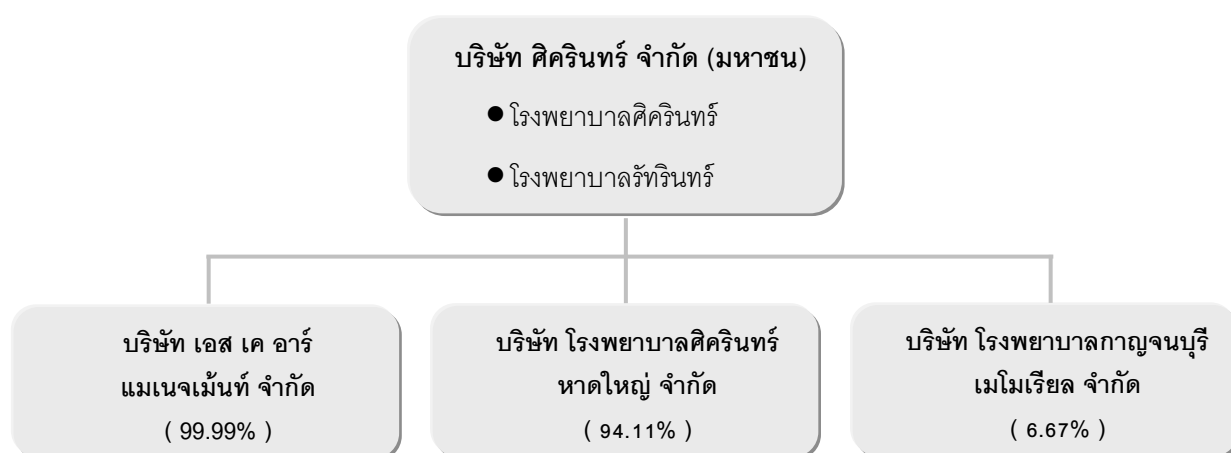 บริษัท ศิครินทร์ จำกัด (มหาชน)
● โรงพยาบาลศิครินทร์
● โรงพยาบาลรัทรินทร์
บริษัท เอส เค อาร์
แมเนจเม้นท์ จำกัด
( 99.99% )
บริษัท โรงพยาบาลศิครินทร์
หาดใหญ่ จำกัด
( 94.11% )
บริษัท โรงพยาบาลกาญจนบุรี
เมโมเรียล จำกัด
( 6.67% )